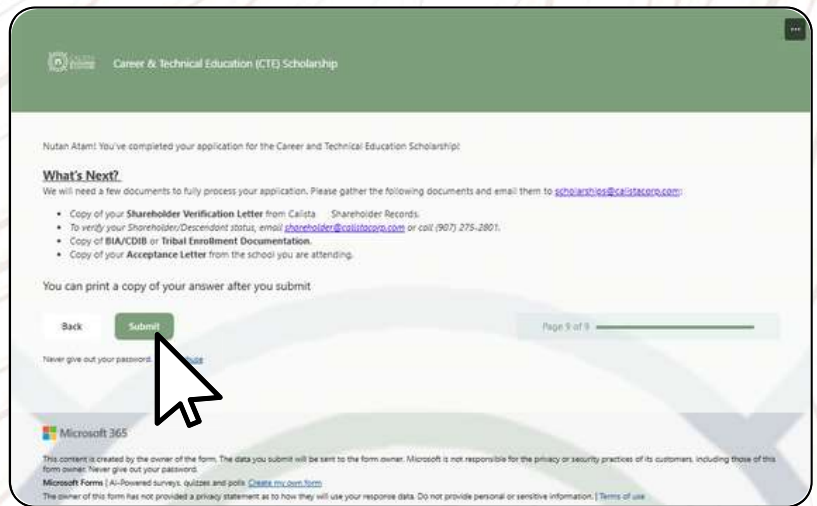 Career & Technical Education (CTE) Scholarship
Nutan Atam! You've completed your application for the Career and Technical Education Scholarship!
What's Next?
We will need a few documents to fully process your application. Please gather the following documents and email them to scholarships@calistacorp.com:
• Copy of your Shareholder Verification Letter from Calista Shareholder Records.
• To verify your Shareholder/Descendant status, email shareholder@calistacorp.com or call (907) 275-2801.
• Copy of BIA/CDIB or Tribal Enrollment Documentation.
• Copy of your Acceptance Letter from the school you are attending.
You can print a copy of your answer after you submit
Back Submit Page 9 of 9
Never give out your password.
Microsoft 365
This content is created by the owner of the form. The data you submit will be sent to the form owner. Microsoft is not responsible for the privacy or security practices of its customers, including those of this
form owner. Never give out your password.
Microsoft Forms | AI-Powered surveys, quizzes and polls Create my own form
The owner of this form has not provided a privacy statement as to how they will use your response data. Do not provide personal or sensitive information. | Terms of use